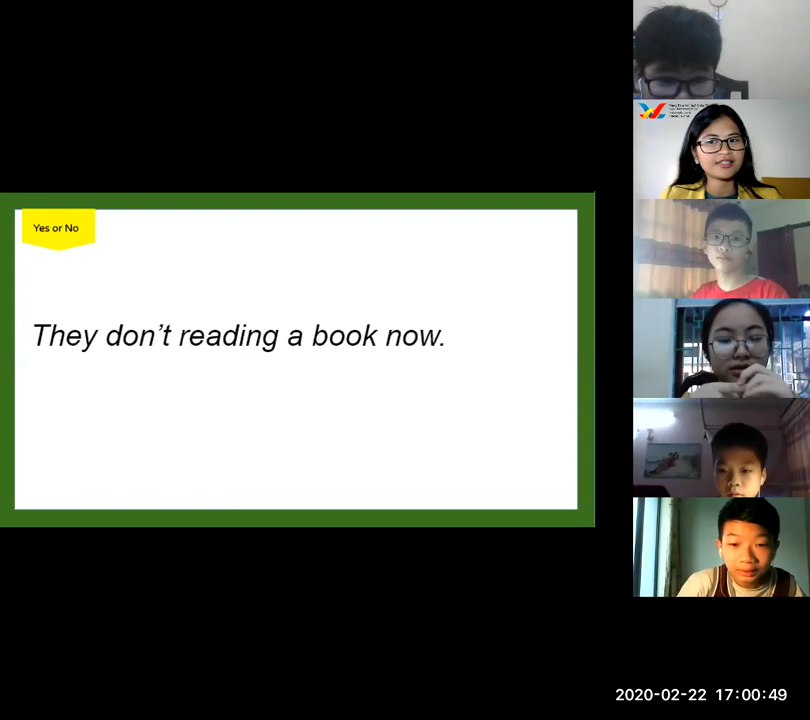 Yes or No
They don't reading a book now.
2020-02-22 17:00:49